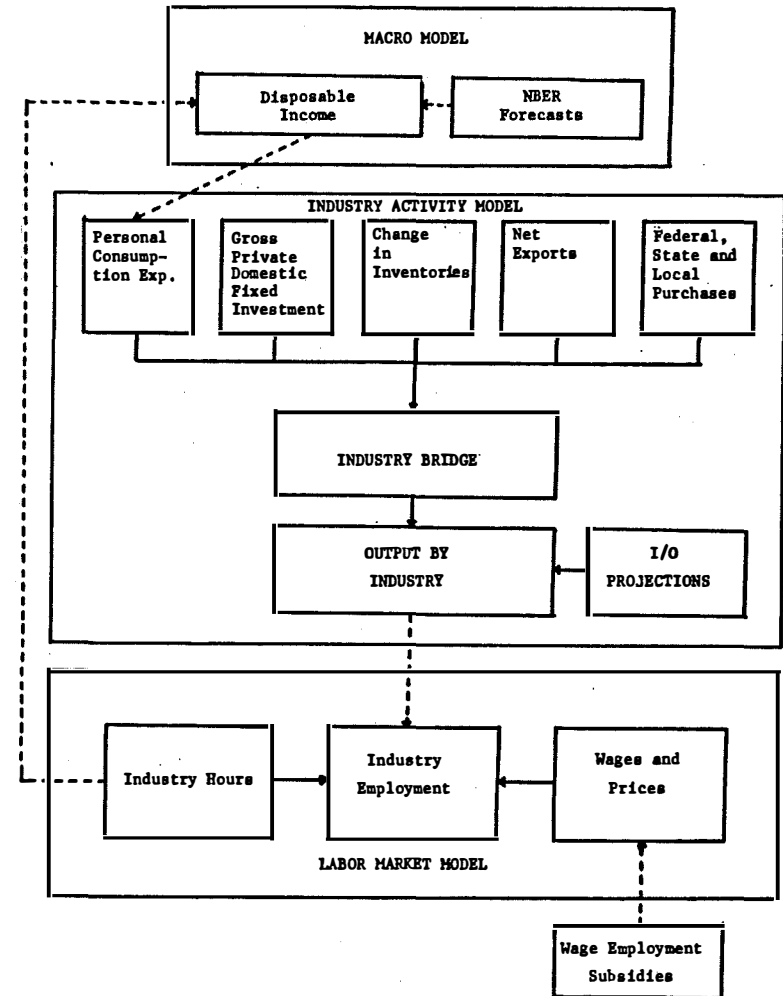 MACRO MODEL
Disposable
Income
NBER
Forecasts
INDUSTRY ACTIVITY MODEL
Personal
Consump-
tion Exp.
Gross
Private
Domestic
Fixed
Investment
Change
in
Inventories
Net
Exports
Federal,
State and
Local
Purchases
INDUSTRY BRIDGE
OUTPUT BY
INDUSTRY
I/O
PROJECTIONS
Industry Hours
Industry
Employment
Wages and
Prices
LABOR MARKET MODEL
Wage Employment
Subsidies